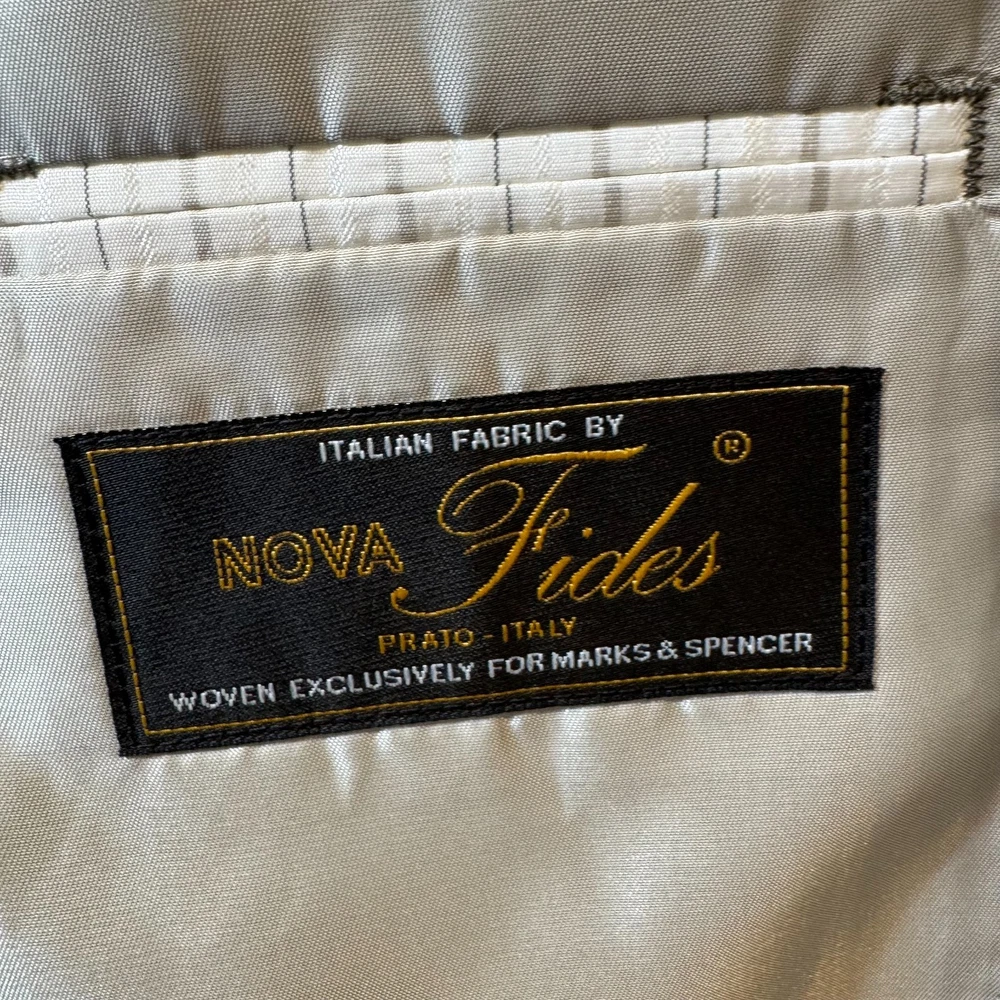 ITALIAN FABRIC BY
NOVA Fides ®
PRATO - ITALY
WOVEN EXCLUSIVELY FOR MARKS & SPENCER